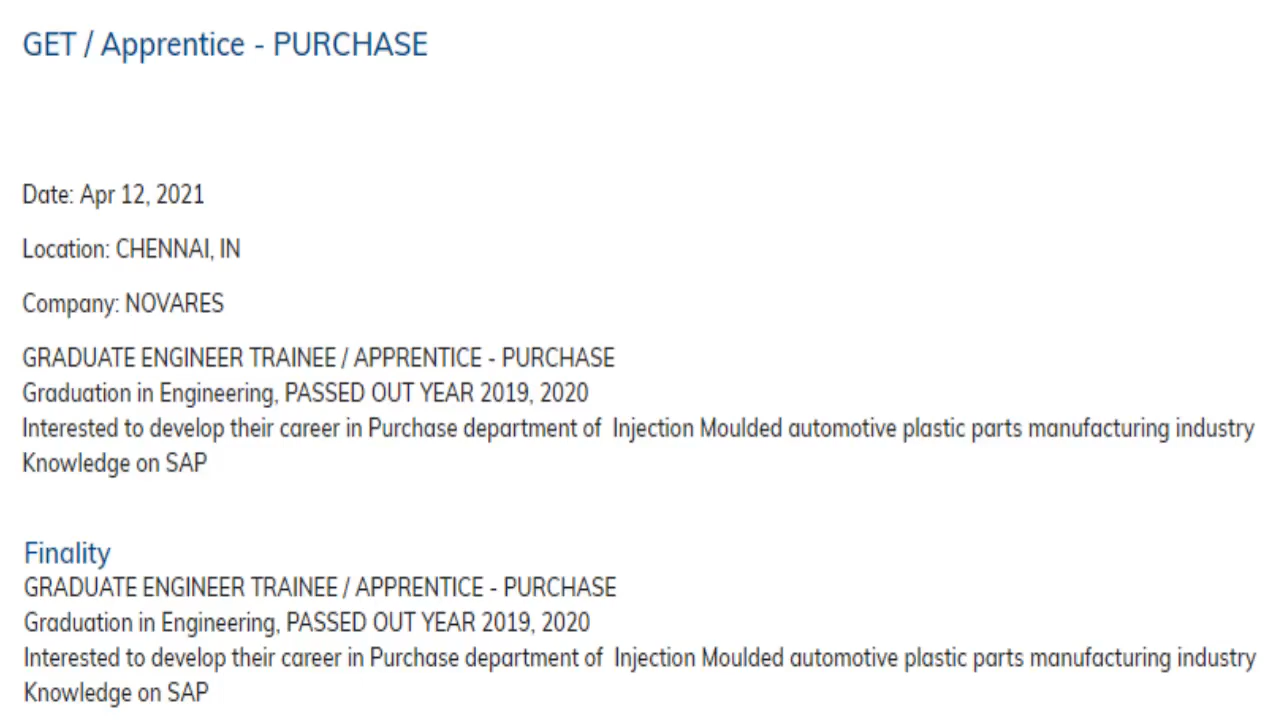 GET / Apprentice - PURCHASE
Date: Apr 12, 2021
Location: CHENNAI, IN
Company: NOVARES
GRADUATE ENGINEER TRAINEE / APPRENTICE - PURCHASE
Graduation in Engineering, PASSED OUT YEAR 2019, 2020
Interested to develop their career in Purchase department of  Injection Moulded automotive plastic parts manufacturing industry
Knowledge on SAP
Finality
GRADUATE ENGINEER TRAINEE / APPRENTICE - PURCHASE
Graduation in Engineering, PASSED OUT YEAR 2019, 2020
Interested to develop their career in Purchase department of  Injection Moulded automotive plastic parts manufacturing industry
Knowledge on SAP